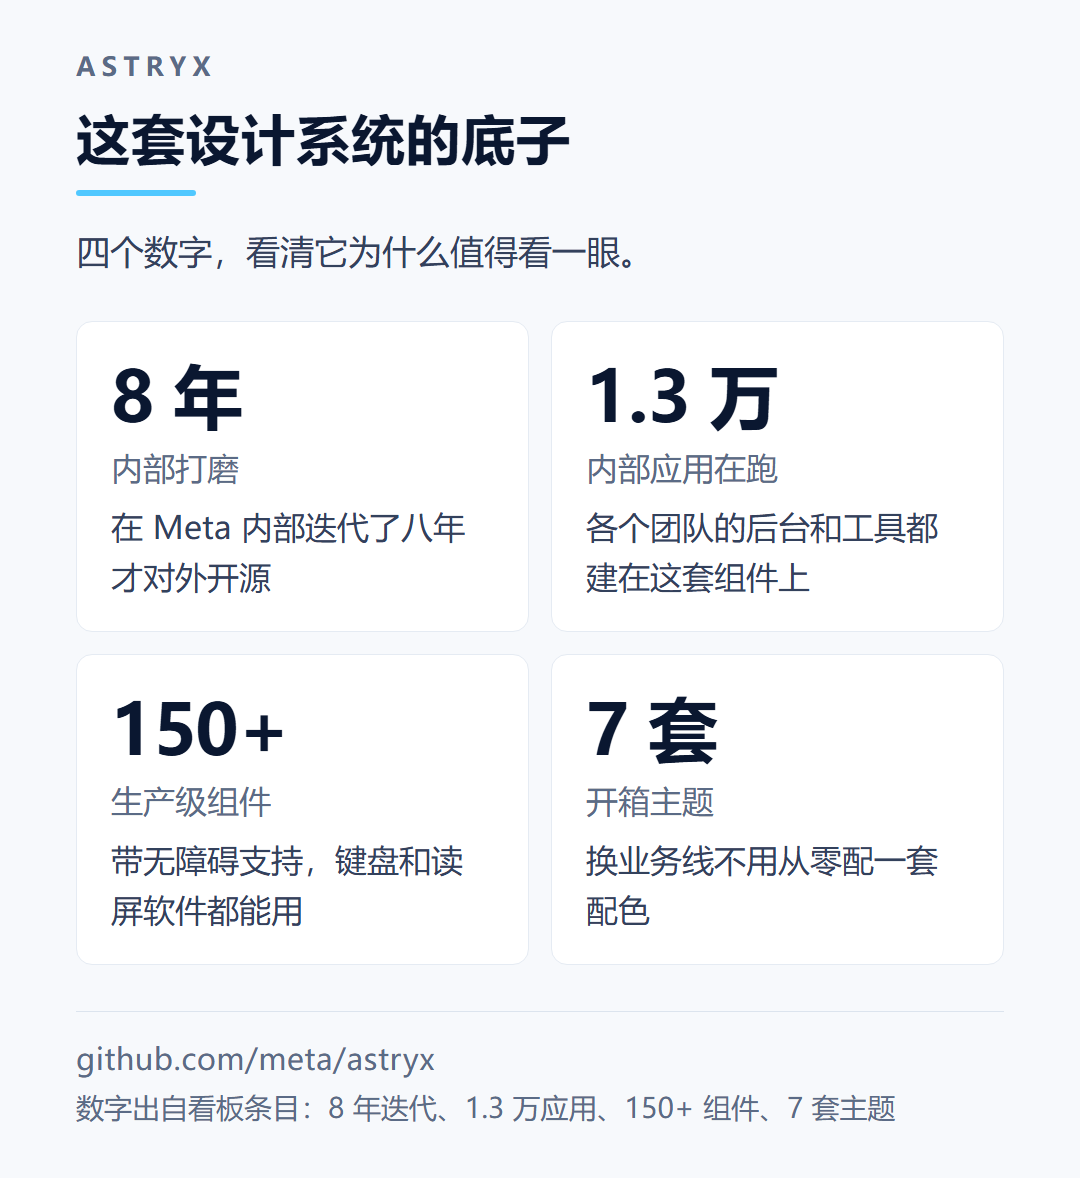 ASTRYX
这套设计系统的底子
四个数字，看清它为什么值得看一眼。
8 年
内部打磨
在 Meta 内部迭代了八年
才对外开源
1.3 万
内部应用在跑
各个团队的后台和工具都
建在这套组件上
150+
生产级组件
带无障碍支持，键盘和读
屏软件都能用
7 套
开箱主题
换业务线不用从零配一套
配色
github.com/meta/astryx
数字出自看板条目：8 年迭代、1.3 万应用、150+ 组件、7 套主题